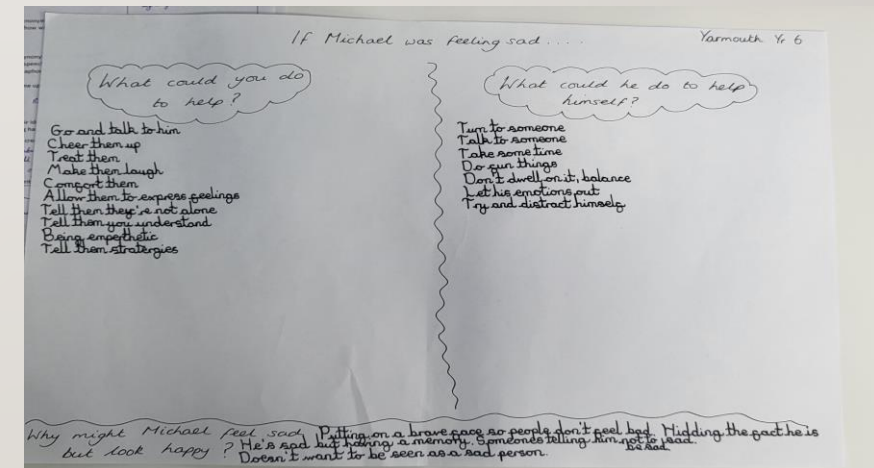 If Michael was feeling sad....
Yarmouth Yr 6
What could you do
to help?
Go and talk to him
Cheer them up
Treat them
Make them laugh
Comfort them
Allow them to express feelings
Tell them they're not alone
Tell them you understand
Being emperthetic
Tell them stratergies
What could he do to help
himself?
Turn to someone
Talk to someone
Take some time
Do fun things
Don't dwell on it, balance
Let his emotions out
Try and distract himself
Why might Michael feel sad
but look happy?
Putting on a brave face so people don't feel bad. Hidding the fact he is
He's sad but having a memory. Someones telling him not to sad.
be sad
Doesn't want to be seen as a sad person.